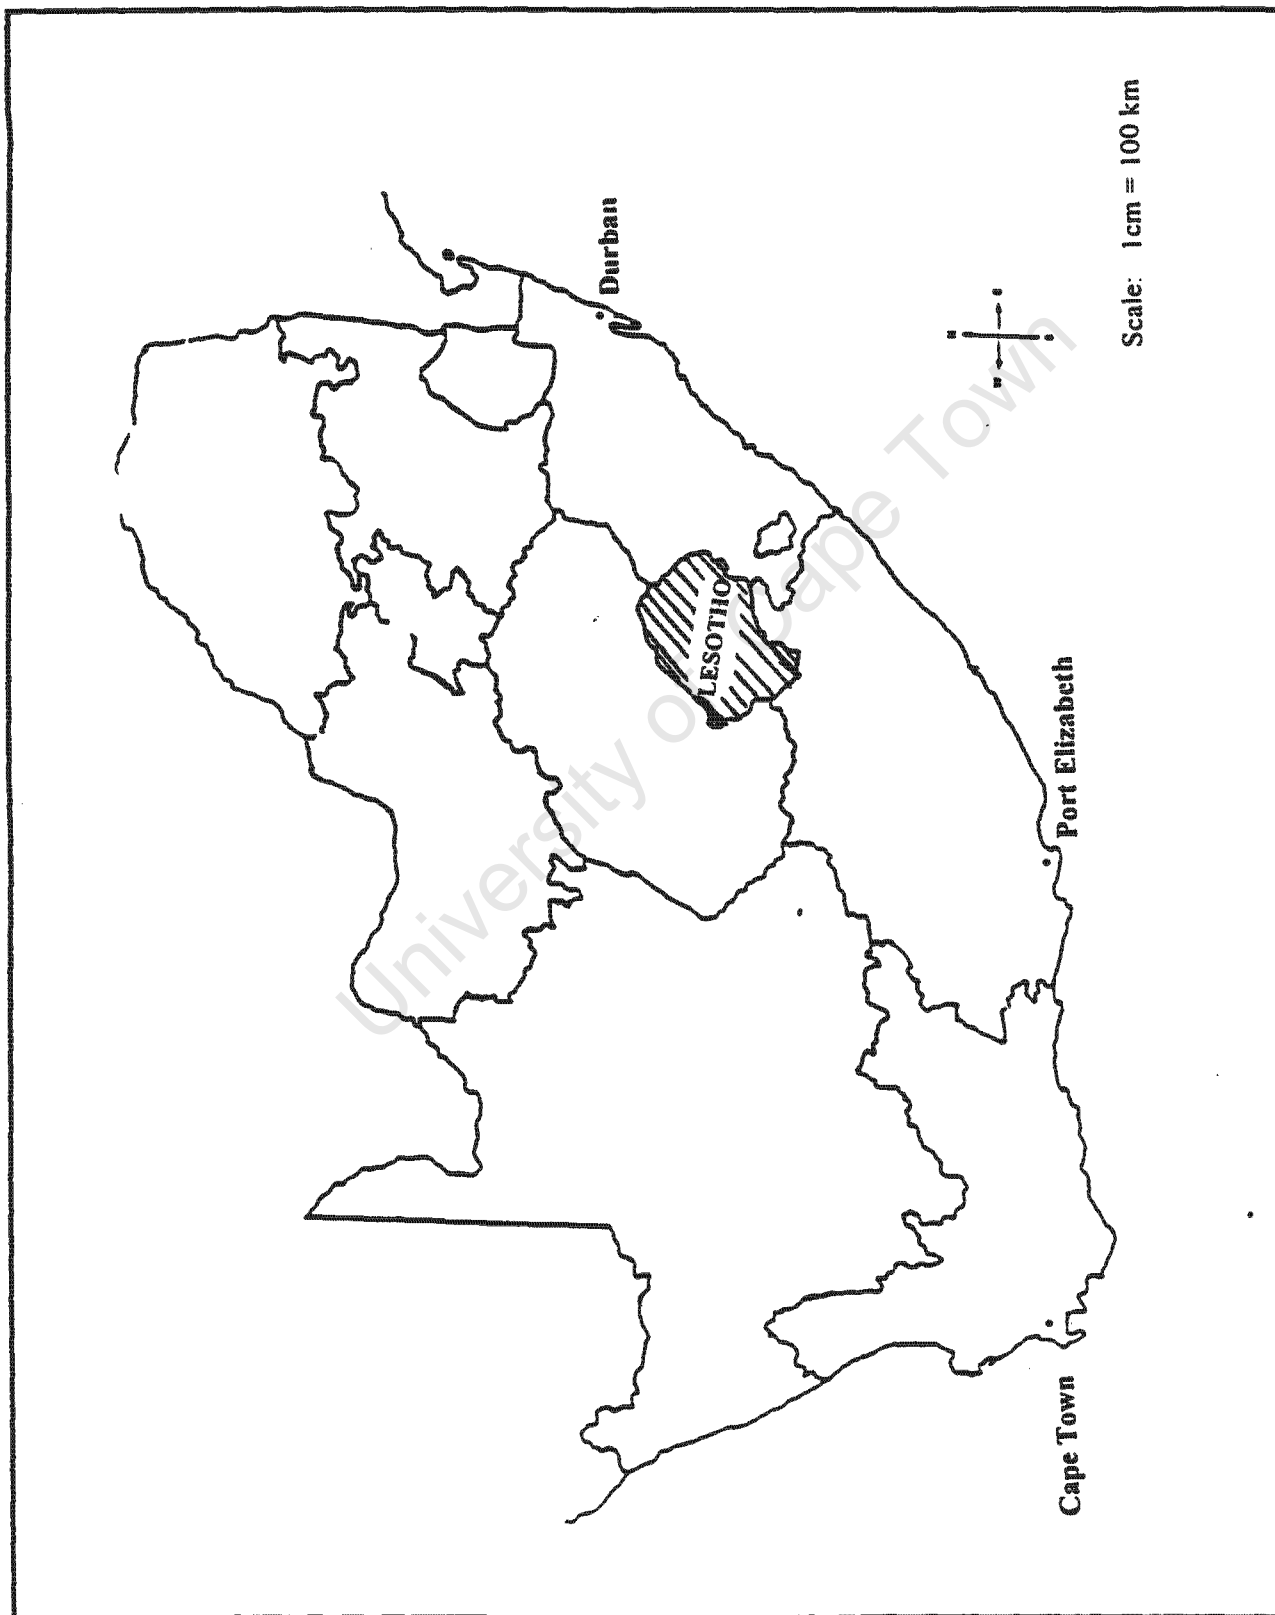 Durban
LESOTHO
Port Elizabeth
Cape Town
Scale: 1cm = 100 km
University of Cape Town